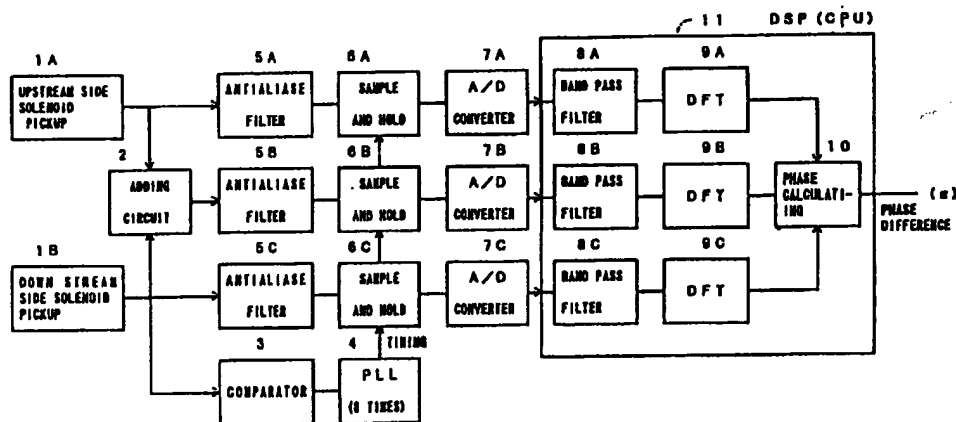 11 DSP (CPU)
1A 5A 6A 7A 8A 9A
UPSTREAM SIDE
SOLENOID
PICKUP
ANTIALIASE
FILTER
SAMPLE
AND HOLD
A/D
CONVERTER
BAND PASS
FILTER
DFT
2 5B 6B 7B 8B 9B 10
ADDING
CIRCUIT
ANTIALIASE
FILTER
SAMPLE
AND HOLD
A/D
CONVERTER
BAND PASS
FILTER
DFT
PHASE
CALCULATI-
ING
(α)
PHASE
DIFFERENCE
1B 5C 6C 7C 8C 9C
DOWN STREAM
SIDE SOLENOID
PICKUP
ANTIALIASE
FILTER
SAMPLE
AND HOLD
A/D
CONVERTER
BAND PASS
FILTER
DFT
3 4 TIMING
COMPARATOR
PLL
(8 TIMES)